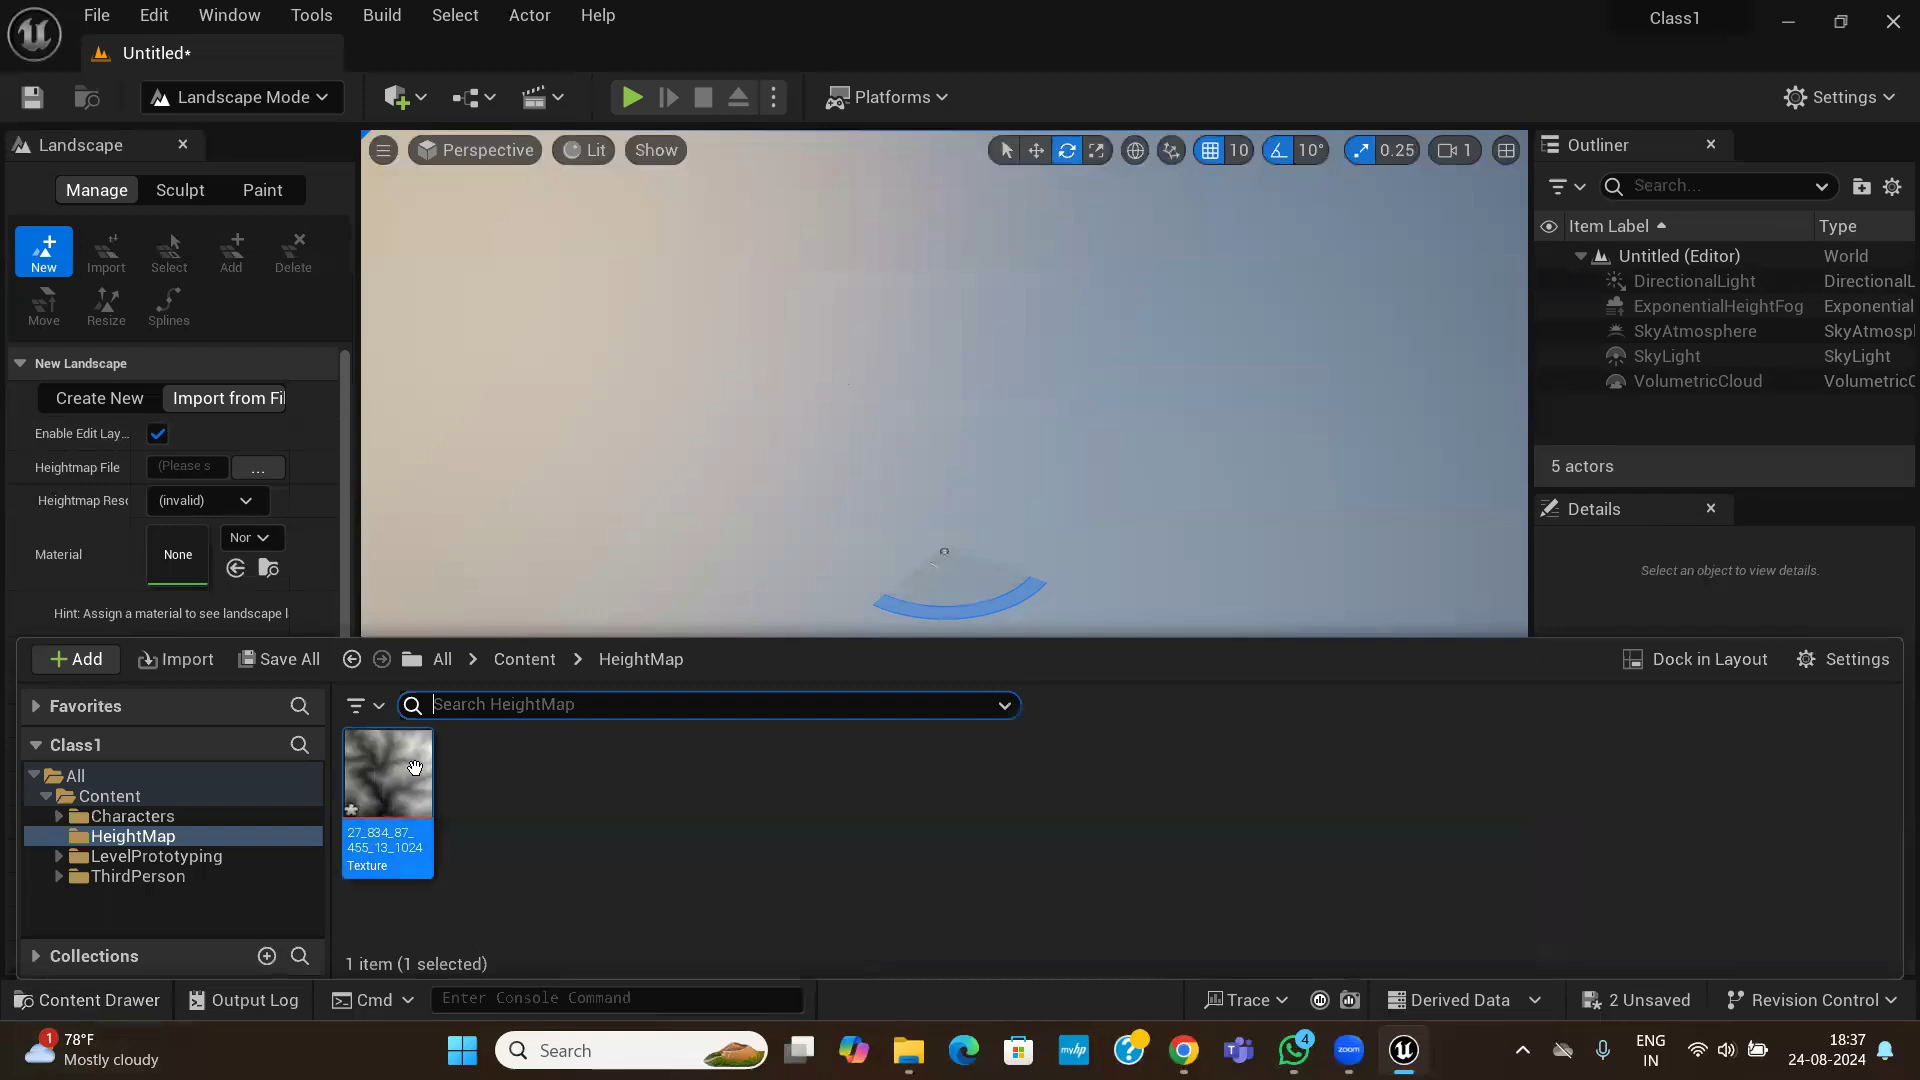 File Edit Window Tools Build Select Actor Help
Class1
Untitled*
Landscape Mode
Platforms
Settings
Landscape
Perspective
Lit
Show
10
10°
0.25
1
Outliner
Search...
Manage
Sculpt
Paint
Item Label
Type
New
Import
Select
Add
Delete
Untitled (Editor)
World
DirectionalLight
DirectionalL
ExponentialHeightFog
Exponential
Move
Resize
Splines
SkyAtmosphere
SkyAtmosp
SkyLight
SkyLight
VolumetricCloud
VolumetricC
New Landscape
Create New
Import from Fil
Enable Edit Lay...
Heightmap File
(Please s
...
5 actors
Heightmap Reso
(invalid)
Details
Material
None
Nor
Select an object to view details.
Hint: Assign a material to see landscape l
Add
Import
Save All
All
Content
HeightMap
Dock in Layout
Settings
Favorites
Search HeightMap
Class1
All
Content
Characters
HeightMap
LevelPrototyping
ThirdPerson
27_834_87_
455_13_1024
Texture
Collections
1 item (1 selected)
Content Drawer
Output Log
Cmd
Enter Console Command
Trace
Derived Data
2 Unsaved
Revision Control
1
78°F
Mostly cloudy
Search
myhp
4
zoom
ENG
IN
18:37
24-08-2024